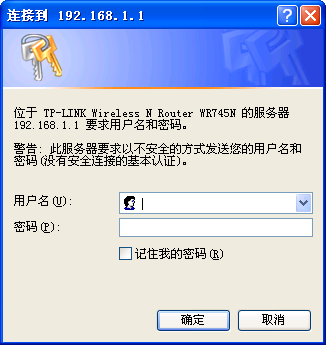 连接到 192.168.1.1
位于 TP-LINK Wireless N Router WR745N 的服务器
192.168.1.1 要求用户名和密码。
警告: 此服务器要求以不安全的方式发送您的用户名和
密码(没有安全连接的基本认证)。
用户名(U):
密码(P):
记住我的密码(R)
确定
取消